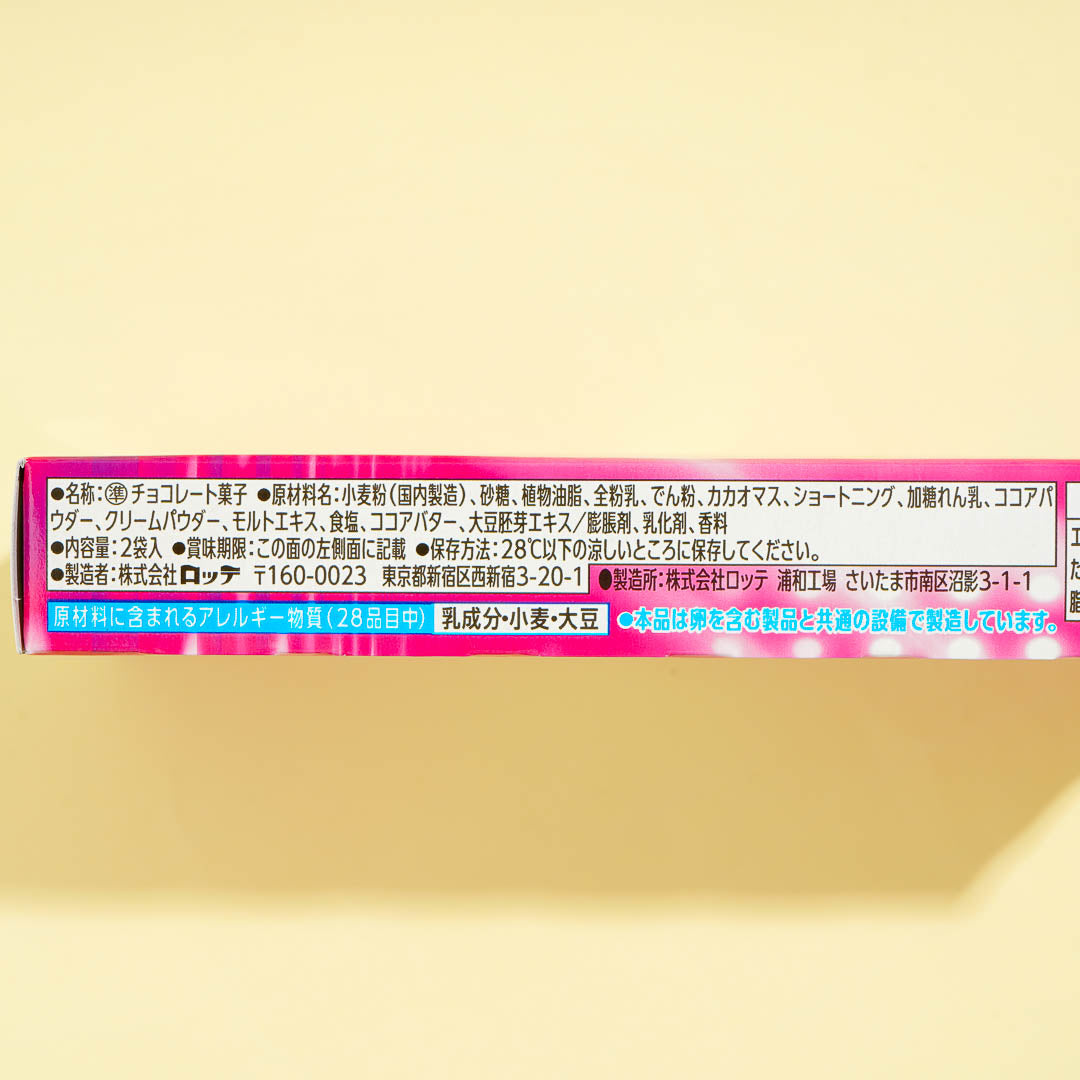 ●名称:㊜チョコレート菓子 ●原材料名:小麦粉(国内製造)、砂糖、植物油脂、全粉乳、でん粉、カカオマス、ショートニング、加糖れん乳、ココアパ
ウダー、クリームパウダー、モルトエキス、食塩、ココアバター、大豆胚芽エキス/膨脹剤、乳化剤、香料
●内容量:2袋入 ●賞味期限:この面の左側面に記載 ●保存方法:28℃以下の涼しいところに保存してください。
●製造者:株式会社ロッテ 〒160-0023 東京都新宿区西新宿3-20-1
●製造所:株式会社ロッテ 浦和工場 さいたま市南区沼影3-1-1
原材料に含まれるアレルギー物質(28品目中) 乳成分・小麦・大豆
●本品は卵を含む製品と共通の設備で製造しています。